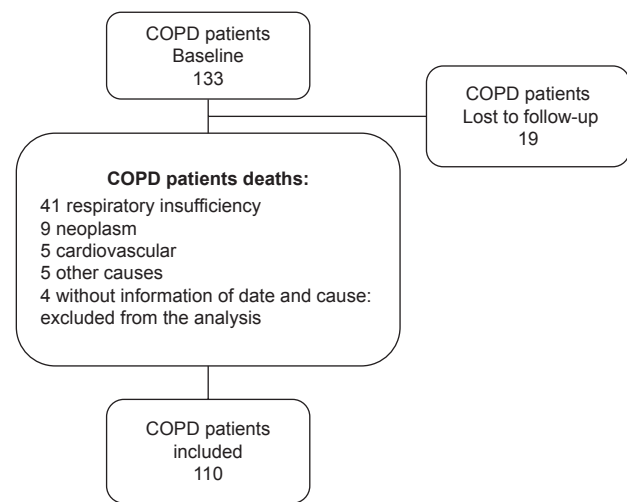 COPD patients
Baseline
133
COPD patients
Lost to follow-up
19
COPD patients deaths:
41 respiratory insufficiency
9 neoplasm
5 cardiovascular
5 other causes
4 without information of date and cause:
excluded from the analysis
COPD patients
included
110